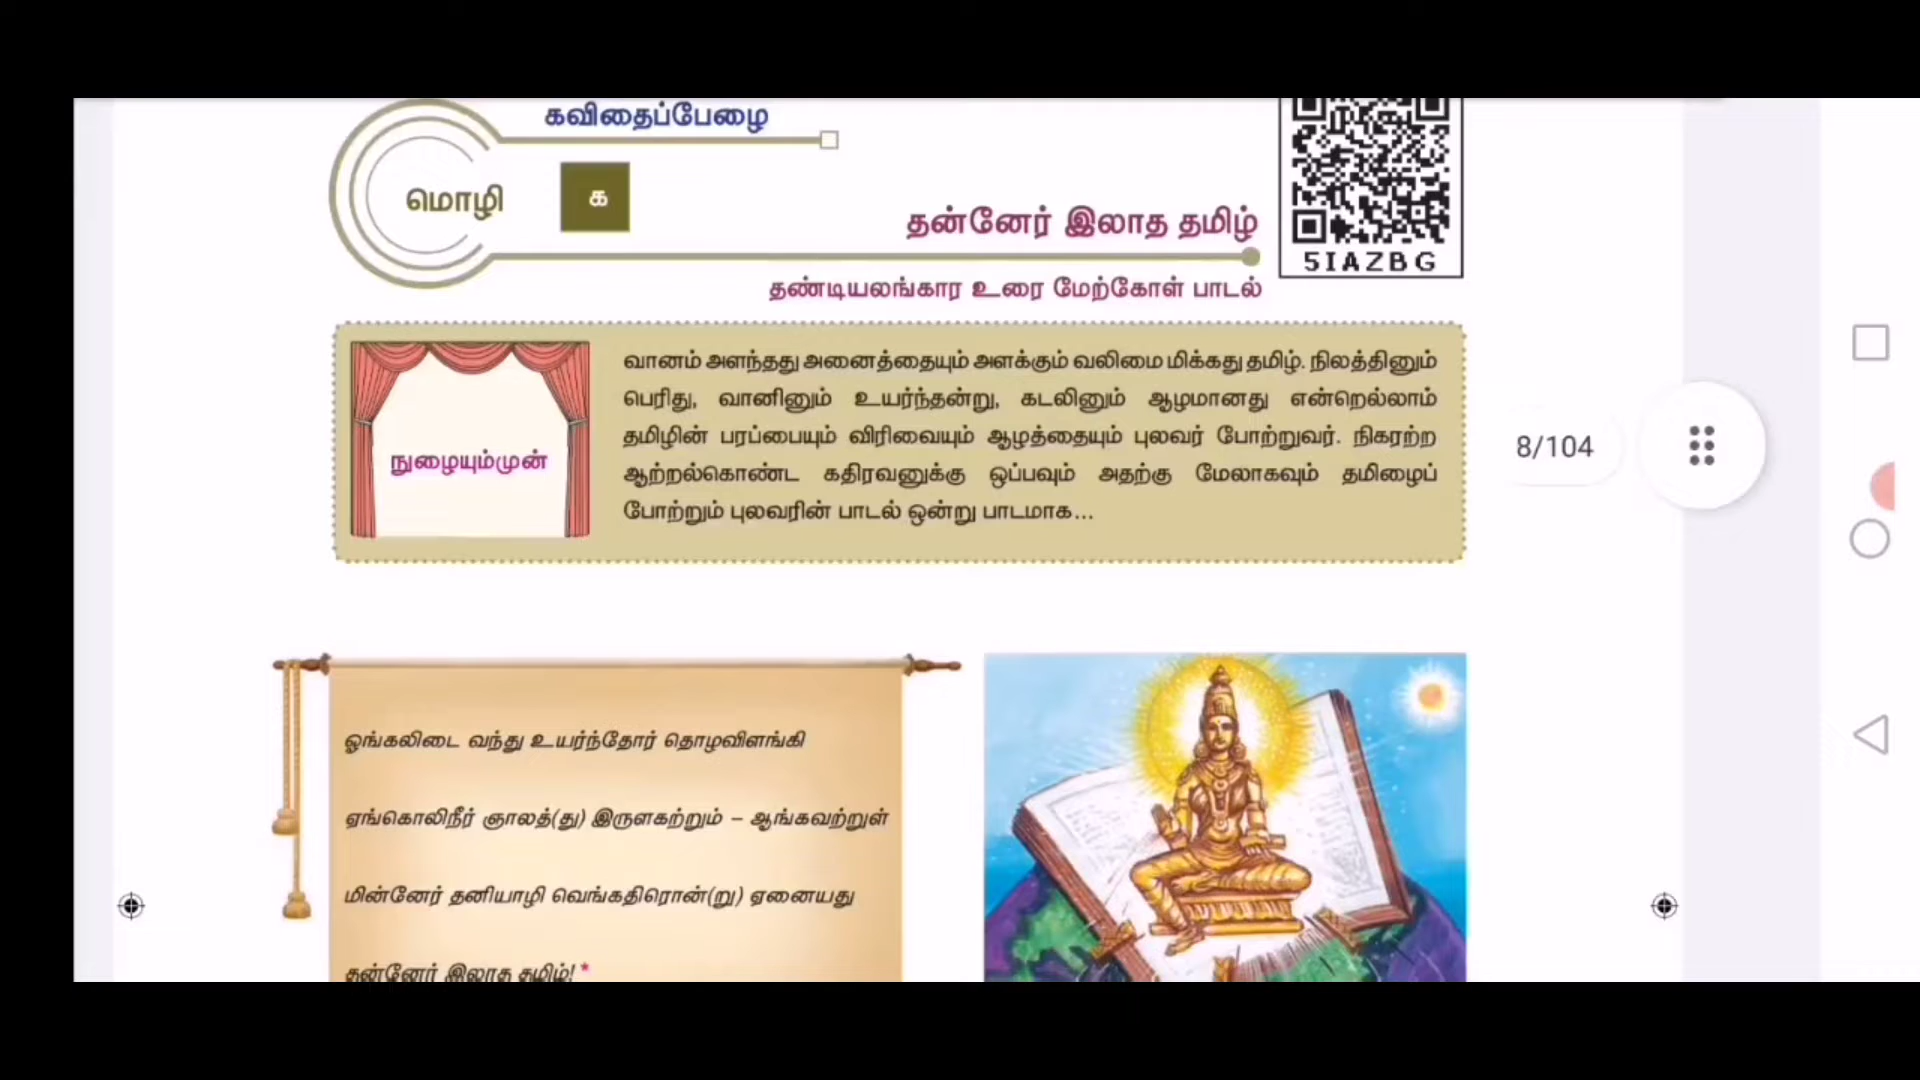 கவிதைப்பேழை
மொழி
க
தன்னேர் இலாத தமிழ்
5IAZBG
தண்டியலங்கார உரை மேற்கோள் பாடல்
நுழையும்முன்
வானம் அளந்தது அனைத்தையும் அளக்கும் வலிமை மிக்கது தமிழ். நிலத்தினும்
பெரிது, வானினும் உயர்ந்தன்று, கடலினும் ஆழமானது என்றெல்லாம்
தமிழின் பரப்பையும் விரிவையும் ஆழத்தையும் புலவர் போற்றுவர். நிகரற்ற
ஆற்றல்கொண்ட கதிரவனுக்கு ஒப்பவும் அதற்கு மேலாகவும் தமிழைப்
போற்றும் புலவரின் பாடல் ஒன்று பாடமாக...
8/104
ஓங்கலிடை வந்து உயர்ந்தோர் தொழவிளங்கி
ஏங்கொலிநீர் ஞாலத்(து) இருளகற்றும் – ஆங்கவற்றுள்
மின்னேர் தனியாழி வெங்கதிரொன்(று) ஏனையது
தன்னேர் இலாத தமிழ்! *